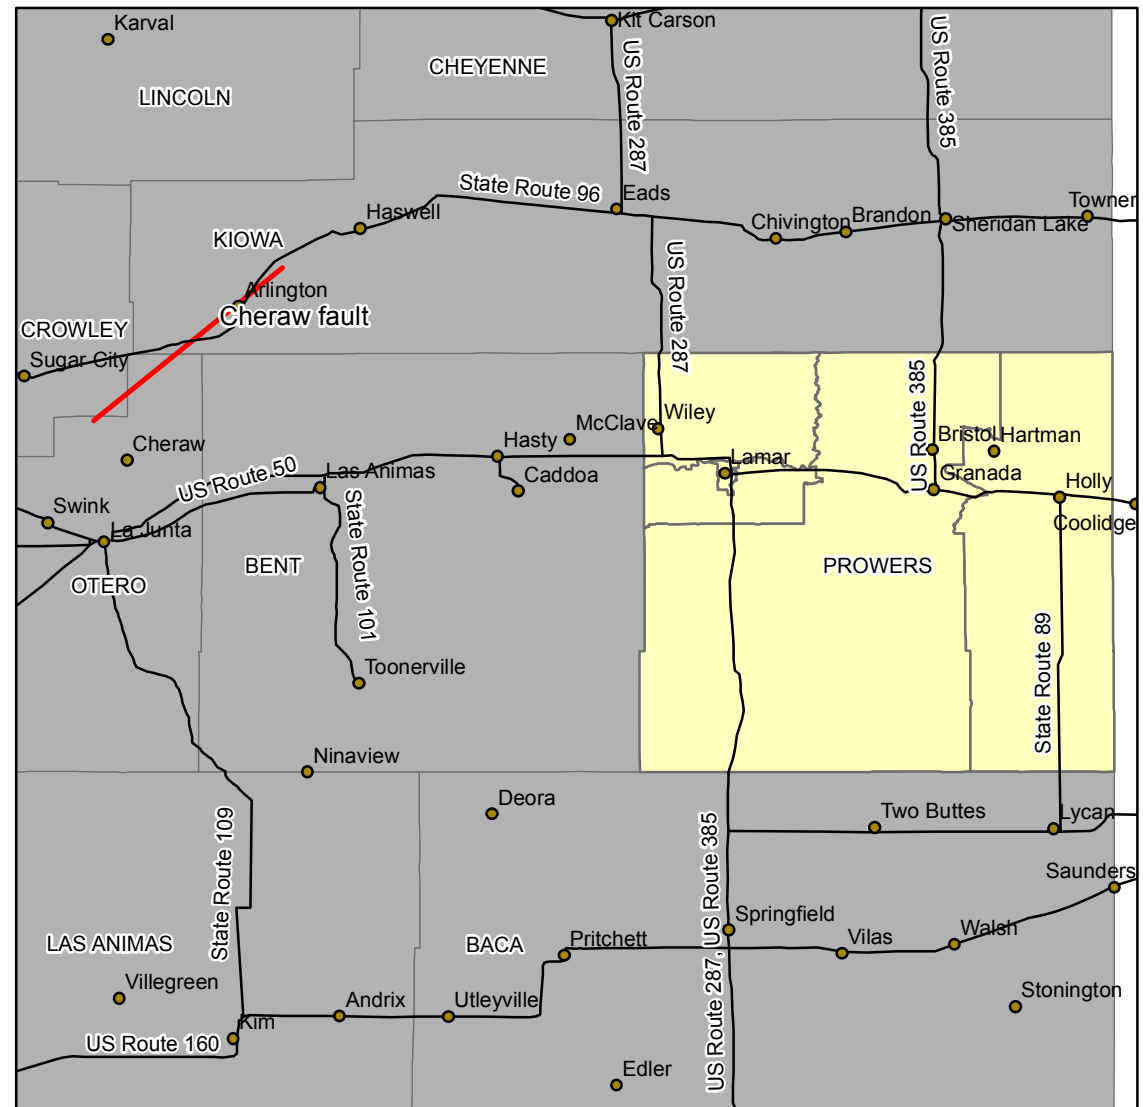 Karval
Kit Carson
CHEYENNE
LINCOLN
US Route 287
US Route 385
State Route 96
Eads
Haswell
Towner
Chivington
Brandon
Sheridan Lake
KIOWA
US Route 287
Arlington
Cheraw fault
CROWLEY
Sugar City
US Route 385
McClave
Wiley
Cheraw
Hasty
Bristol
Hartman
Las Animas
Lamar
US Route 50
Caddoa
Granada
Holly
Swink
La Junta
State Route 101
Coolidge
OTERO
BENT
PROWERS
State Route 89
Toonerville
Ninaview
Deora
Two Buttes
Lycan
State Route 109
US Route 287, US Route 385
Saunders
Springfield
LAS ANIMAS
BACA
Pritchett
Vilas
Walsh
Villegreen
Andrix
Utleyville
Stonington
Kim
US Route 160
Edler